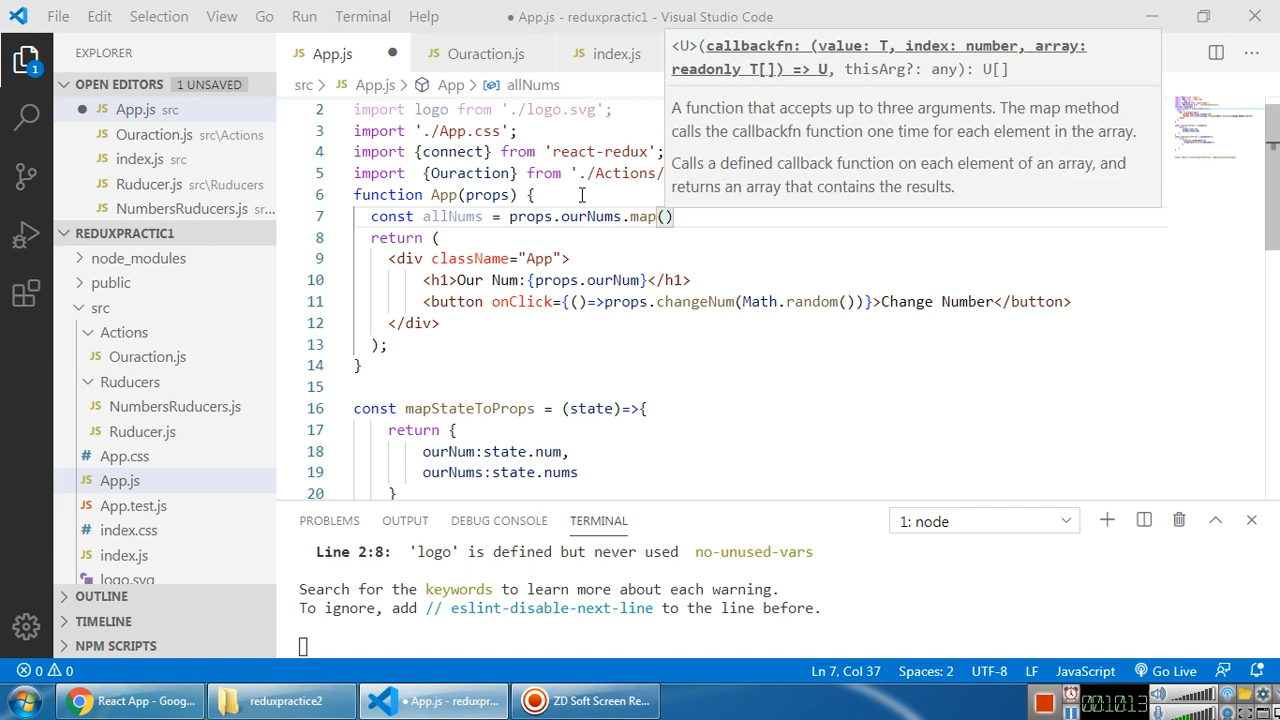 File Edit Selection View Go Run Terminal Help
● App.js - reduxpractic1 - Visual Studio Code
EXPLORER
App.js
Ouraction.js
index.js
<U>(callbackfn: (value: T, index: number, array:
readonly T[]) => U, thisArg?: any): U[]
A function that accepts up to three arguments. The map method
calls the callbackfn function one time for each element in the array.
Calls a defined callback function on each element of an array, and
returns an array that contains the results.
1
OPEN EDITORS 1 UNSAVED
App.js src
Ouraction.js src\Actions
index.js src
Ruducer.js src\Ruducers
NumbersRuducers.js sr...
REDUXPRACTIC1
node_modules
public
src
Actions
Ouraction.js
Ruducers
NumbersRuducers.js
Ruducer.js
App.css
App.js
App.test.js
index.css
index.js
logo.svg
OUTLINE
TIMELINE
NPM SCRIPTS
src > App.js > App > allNums
2 import logo from './logo.svg';
3 import './App.css';
4 import {connect} from 'react-redux';
5 import {Ouraction} from './Actions/
6 function App(props) {
7 const allNums = props.ourNums.map()
8 return (
9 <div className="App">
10 <h1>Our Num:{props.ourNum}</h1>
11 <button onClick={()=>props.changeNum(Math.random())}>Change Number</button>
12 </div>
13 );
14 }
15
16 const mapStateToProps = (state)=>{
17 return {
18 ourNum:state.num,
19 ourNums:state.nums
20 }
PROBLEMS OUTPUT DEBUG CONSOLE TERMINAL
1: node
Line 2:8: 'logo' is defined but never used no-unused-vars
Search for the keywords to learn more about each warning.
To ignore, add // eslint-disable-next-line to the line before.
0 0
Ln 7, Col 37 Spaces: 2 UTF-8 LF JavaScript Go Live
React App - Goog...
reduxpractice2
● App.js - reduxpr...
ZD Soft Screen Re...
00:10:13